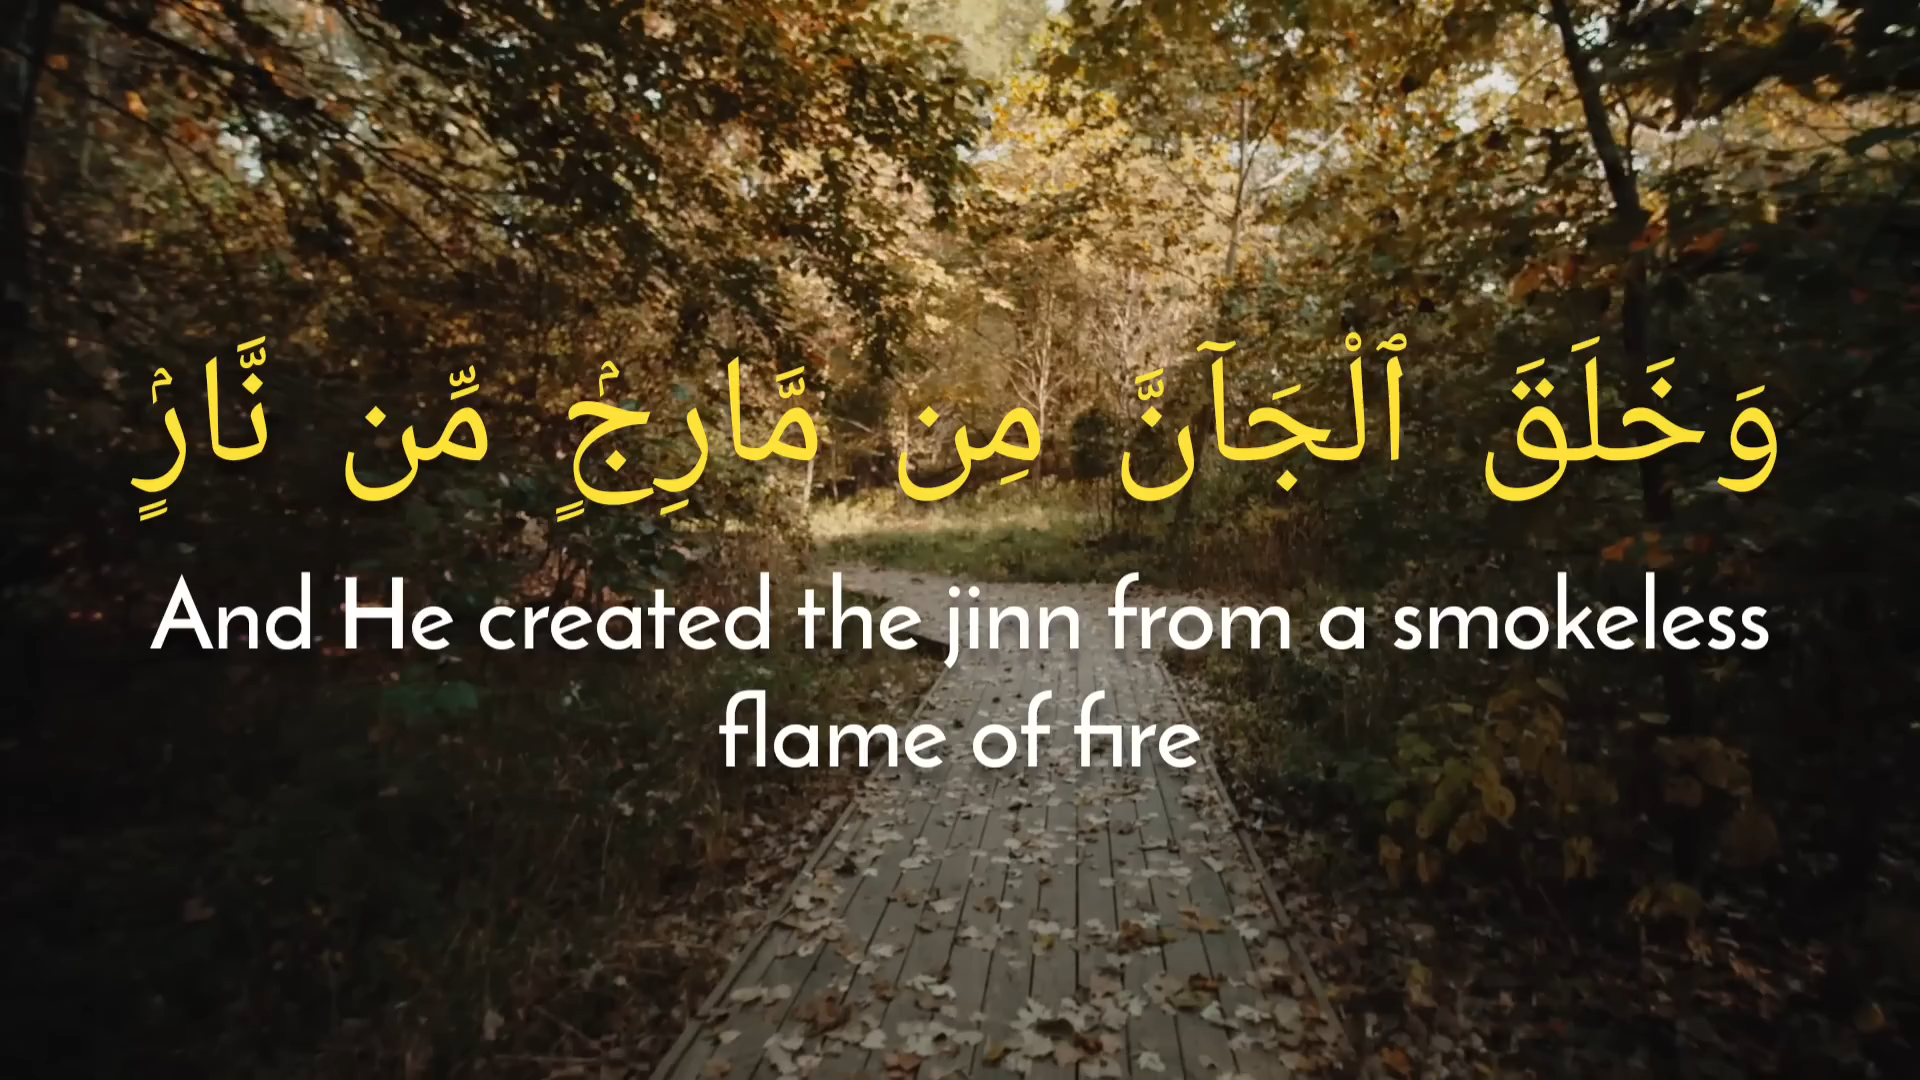 وَخَلَقَ ٱلْجَآنَّ مِن مَّارِجٍۢ مِّن نَّارٍۢ
And He created the jinn from a smokeless
flame of fire